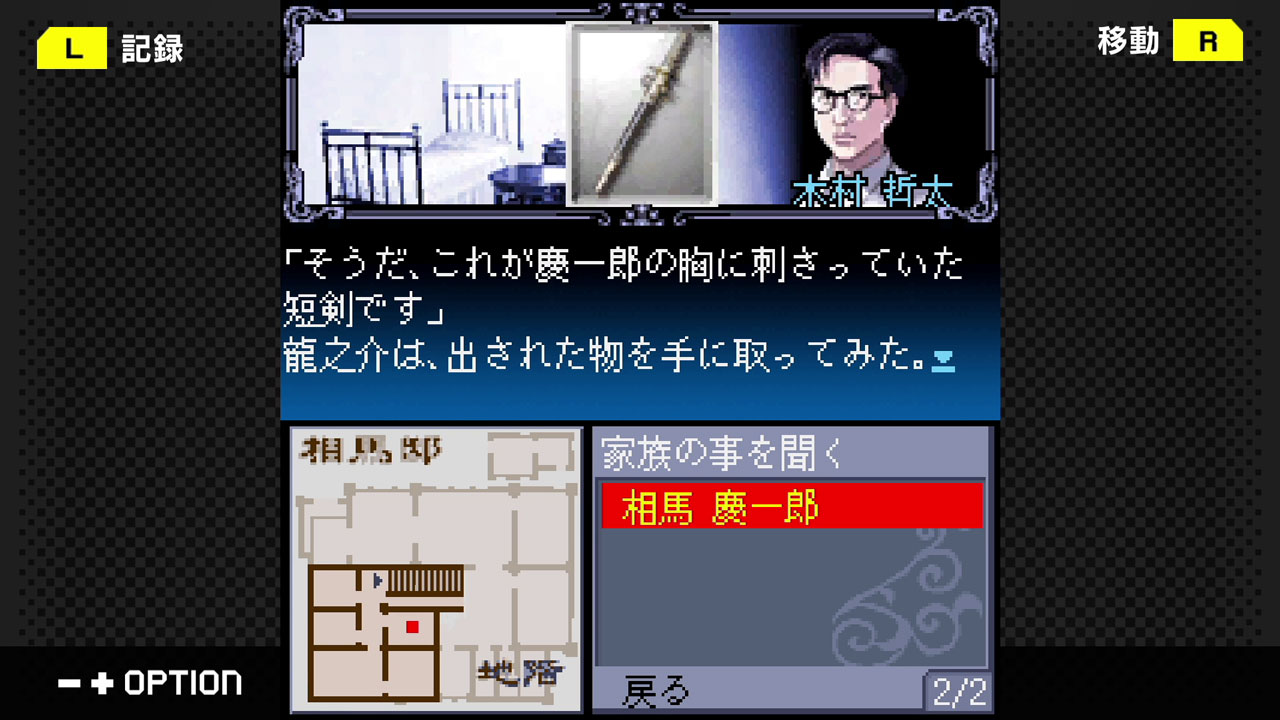 L 記録
移動 R
木村 哲太
「そうだ、これが慶一郎の胸に刺さっていた
短剣です」
龍之介は、出された物を手に取ってみた。
相馬邸
地階
家族の事を聞く
相馬 慶一郎
戻る
2/2
OPTION